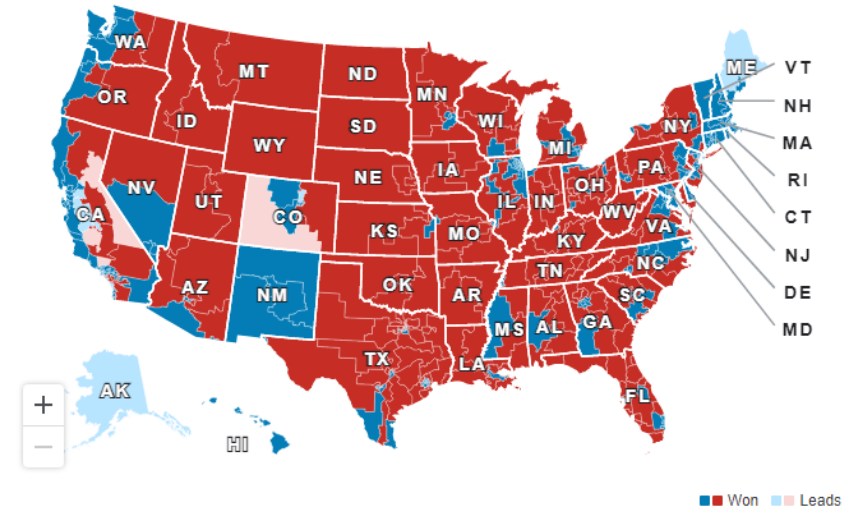 WA
MT
ND
MN
ME
VT
OR
ID
SD
WI
NH
WY
MI
NY
MA
NE
IA
PA
RI
NV
UT
CO
IL
IN
OH
CT
CA
KS
MO
WV
VA
NJ
KY
AZ
NM
OK
AR
TN
NC
DE
SC
MD
TX
LA
MS
AL
GA
FL
AK
HI
+
−
Won
Leads